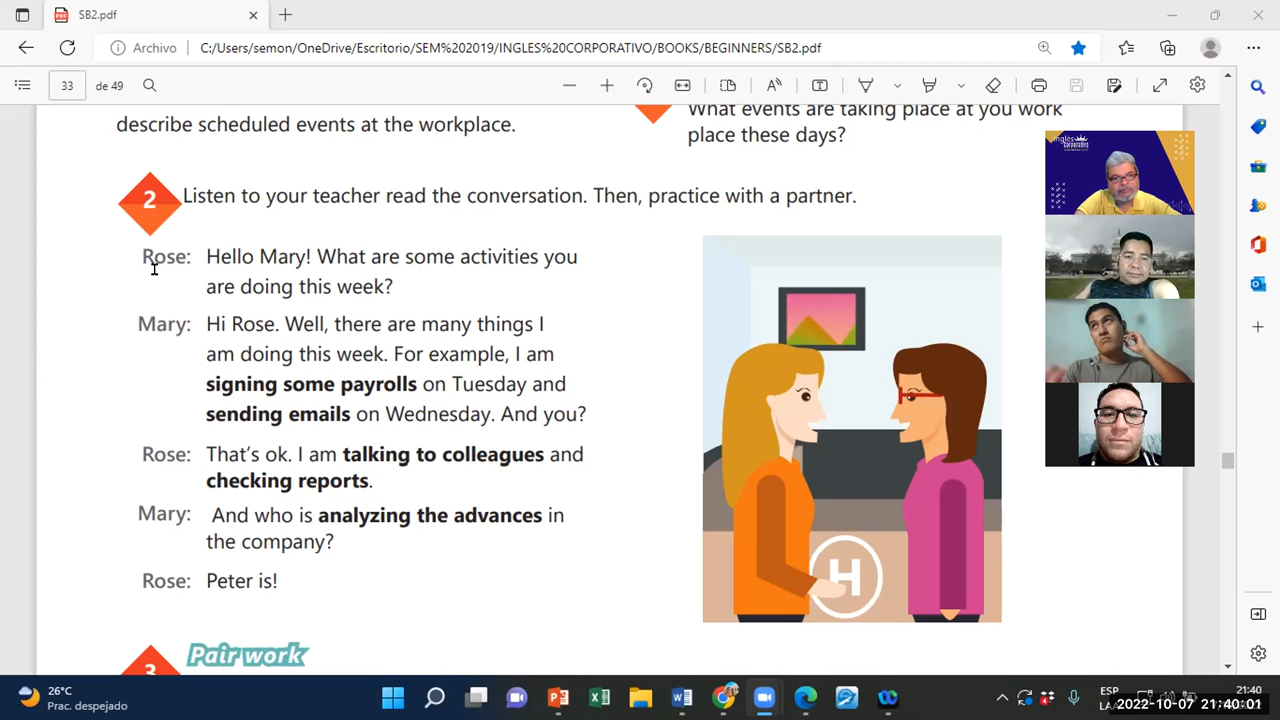 SB2.pdf
Archivo
C:/Users/semon/OneDrive/Escritorio/SEM%202019/INGLES%20CORPORATIVO/BOOKS/BEGINNERS/SB2.pdf
33 de 49
What events are taking place at you work
describe scheduled events at the workplace.
place these days?
2
Listen to your teacher read the conversation. Then, practice with a partner.
Rose: Hello Mary! What are some activities you
are doing this week?
Mary: Hi Rose. Well, there are many things I
am doing this week. For example, I am
signing some payrolls on Tuesday and
sending emails on Wednesday. And you?
Rose: That's ok. I am talking to colleagues and
checking reports.
Mary: And who is analyzing the advances in
the company?
Rose: Peter is!
H
3
Pair work
Inglés
corporativo
26°C
Prac. despejado
ESP
21:40
2022-10-07 21:40:01